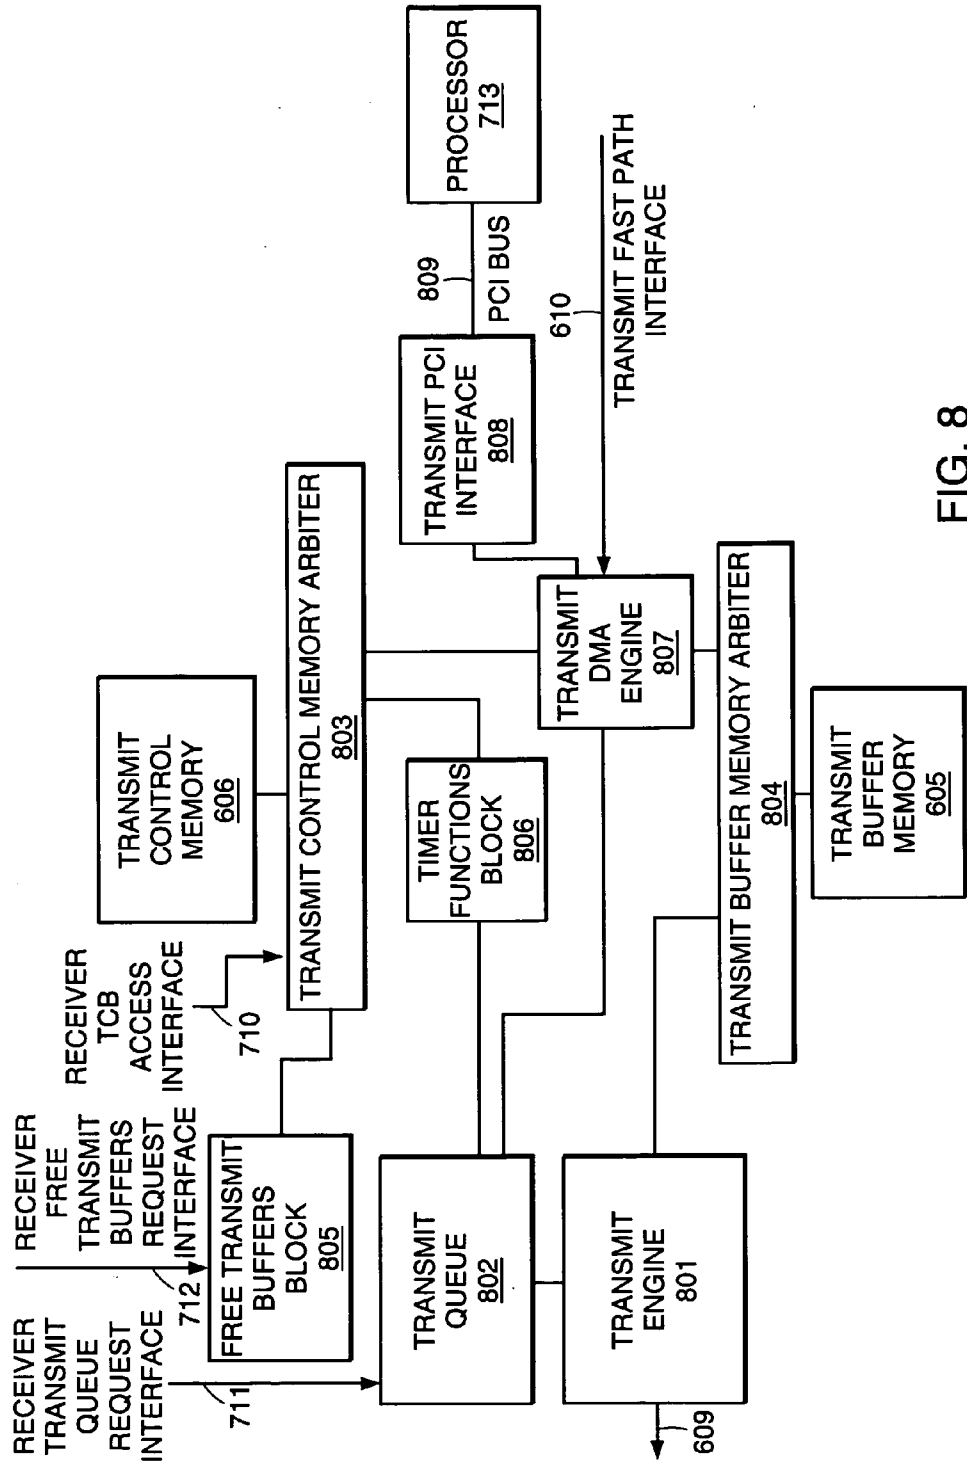 RECEIVER
TRANSMIT
QUEUE
REQUEST
INTERFACE
711
RECEIVER
FREE
TRANSMIT
BUFFERS
REQUEST
INTERFACE
712
RECEIVER
TCB
ACCESS
INTERFACE
710
FREE TRANSMIT
BUFFERS
BLOCK
805
TRANSMIT
CONTROL
MEMORY
606
TRANSMIT CONTROL MEMORY ARBITER
803
TRANSMIT
QUEUE
802
TIMER
FUNCTIONS
BLOCK
806
TRANSMIT PCI
INTERFACE
808
809
PCI BUS
PROCESSOR
713
TRANSMIT
ENGINE
801
609
TRANSMIT
DMA
ENGINE
807
610
TRANSMIT FAST PATH
INTERFACE
TRANSMIT BUFFER MEMORY ARBITER
804
TRANSMIT
BUFFER
MEMORY
605
FIG. 8